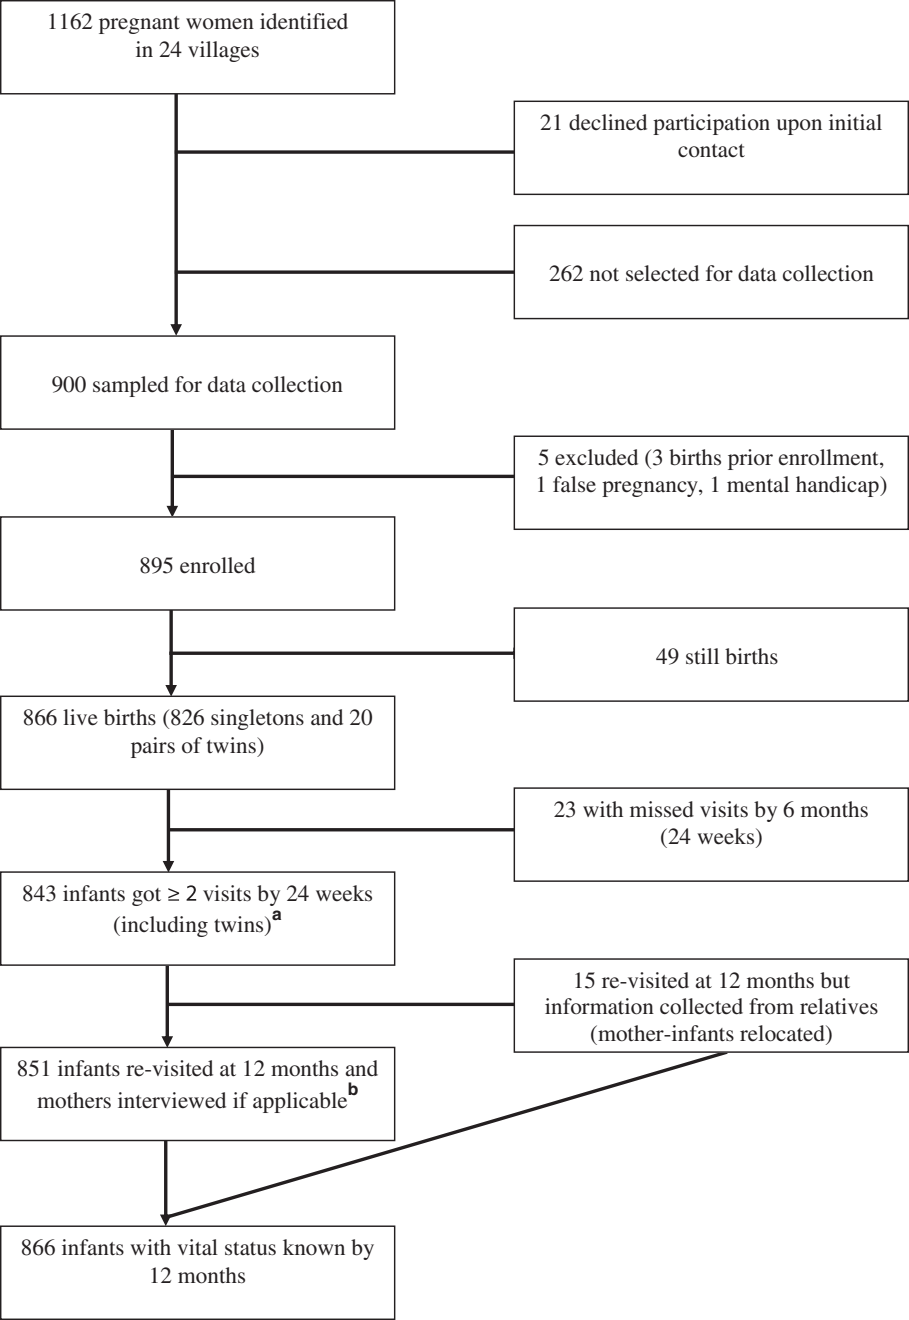 1162 pregnant women identified
in 24 villages
21 declined participation upon initial
contact
262 not selected for data collection
900 sampled for data collection
5 excluded (3 births prior enrollment,
1 false pregnancy, 1 mental handicap)
895 enrolled
49 still births
866 live births (826 singletons and 20
pairs of twins)
23 with missed visits by 6 months
(24 weeks)
843 infants got ≥ 2 visits by 24 weeks
(including twins)a
15 re-visited at 12 months but
information collected from relatives
(mother-infants relocated)
851 infants re-visited at 12 months and
mothers interviewed if applicableb
866 infants with vital status known by
12 months